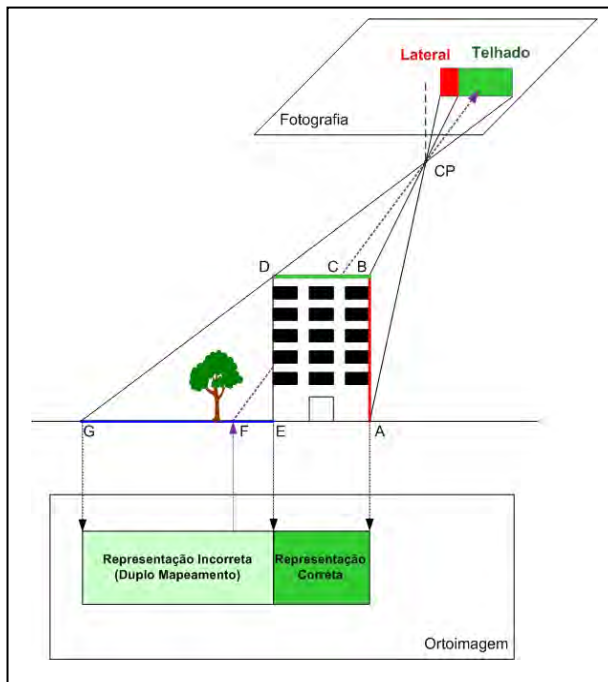 Lateral Telhado
Fotografia
CP
D C B
G F E A
Representação Incorreta
(Duplo Mapeamento)
Representação
Correta
Ortoimagem